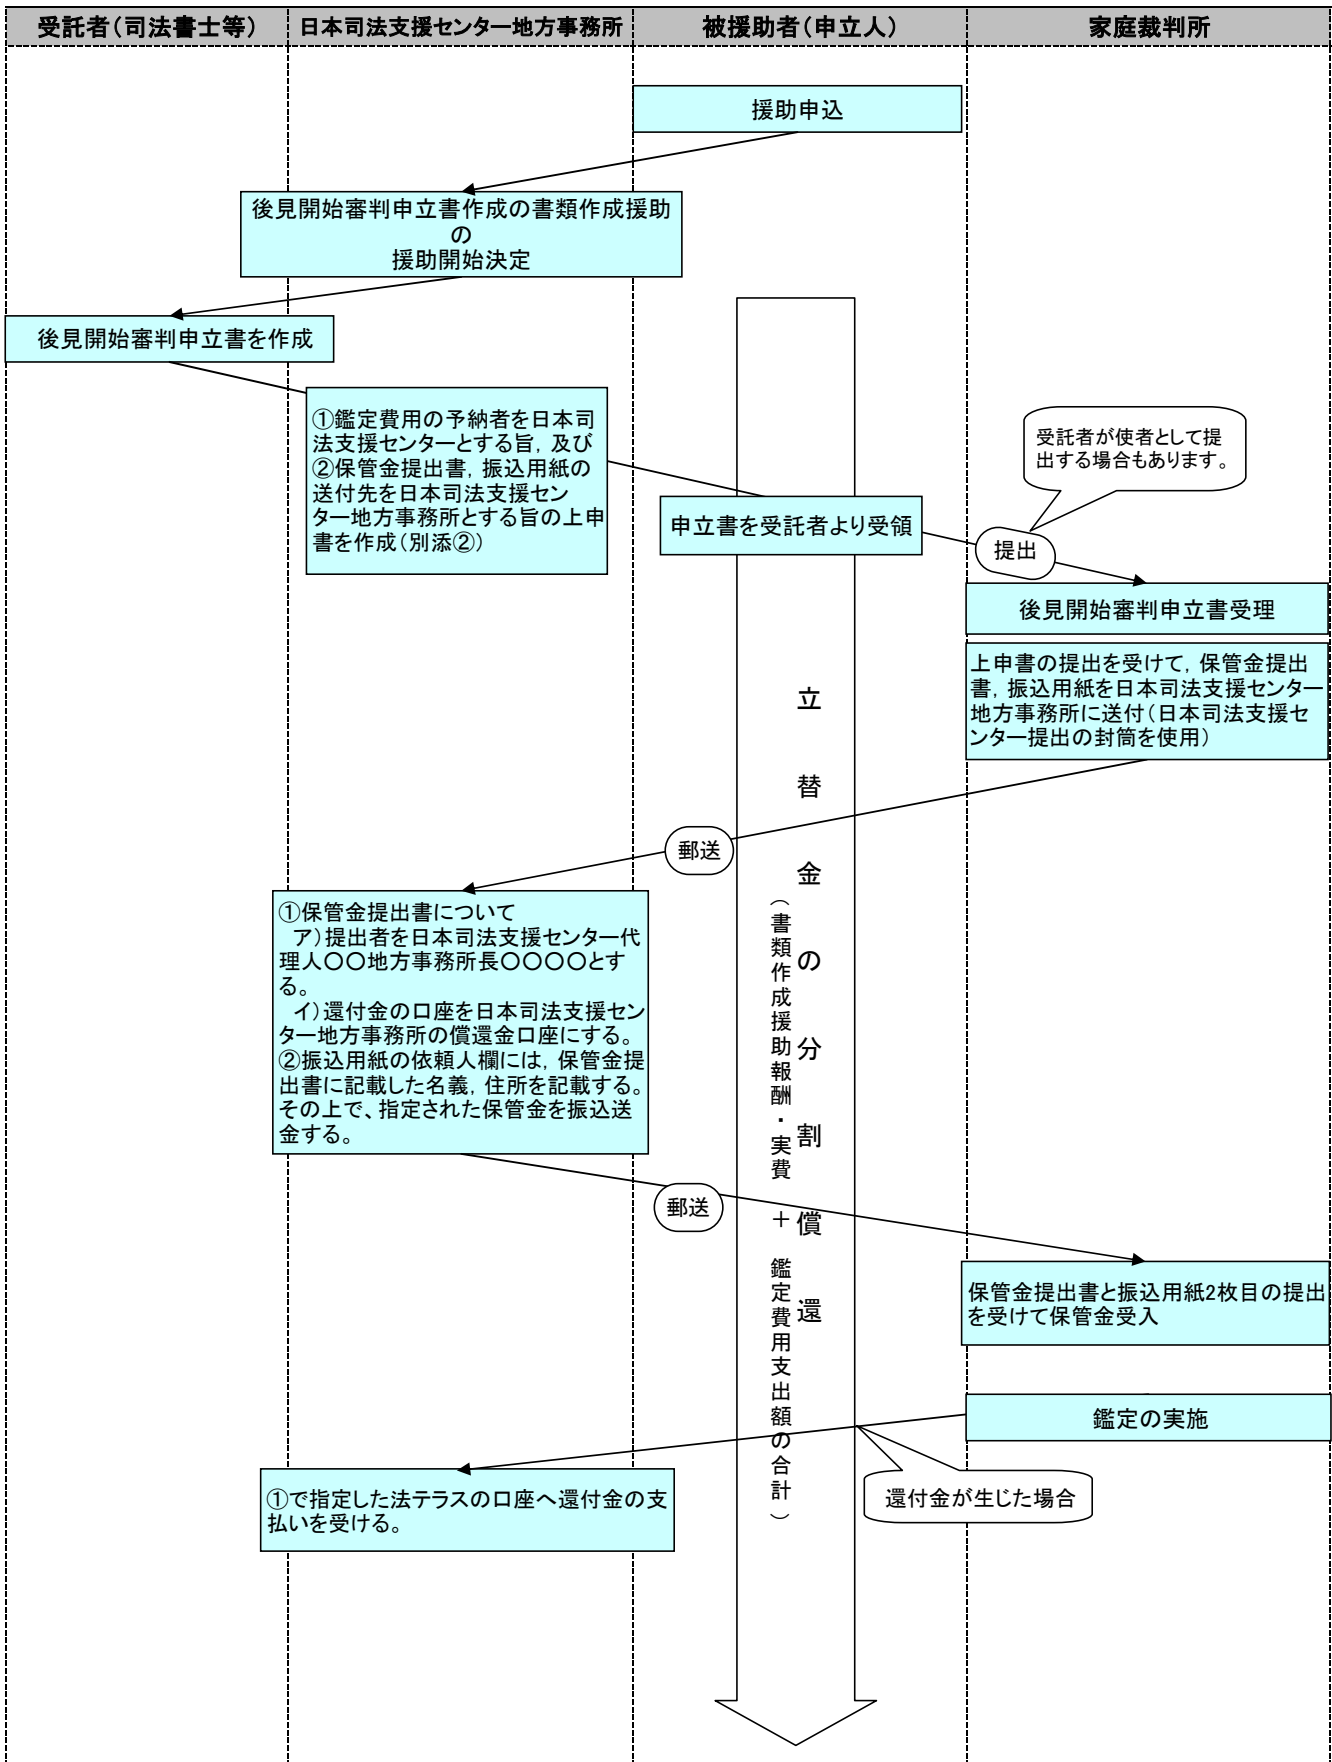 受託者(司法書士等)
日本司法支援センター地方事務所
被援助者(申立人)
家庭裁判所
援助申込
後見開始審判申立書作成の書類作成援助
の
援助開始決定
後見開始審判申立書を作成
①鑑定費用の予納者を日本司
法支援センターとする旨，及び
②保管金提出書，振込用紙の
送付先を日本司法支援セン
ター地方事務所とする旨の上申
書を作成(別添②)
受託者が使者として提
出する場合もあります。
申立書を受託者より受領
提出
後見開始審判申立書受理
上申書の提出を受けて，保管金提出
書，振込用紙を日本司法支援センター
地方事務所に送付(日本司法支援セ
ンター提出の封筒を使用)
郵送
立替金の分割償還
(書類作成援助報酬・実費 ＋ 鑑定費用支出額の合計)
①保管金提出書について
ア)提出者を日本司法支援センター代
理人〇〇地方事務所長〇〇〇〇とす
る。
イ)還付金の口座を日本司法支援セン
ター地方事務所の償還金口座にする。
②振込用紙の依頼人欄には，保管金提
出書に記載した名義，住所を記載する。
その上で、指定された保管金を振込送
金する。
郵送
保管金提出書と振込用紙2枚目の提出
を受けて保管金受入
鑑定の実施
還付金が生じた場合
①で指定した法テラスの口座へ還付金の支
払いを受ける。